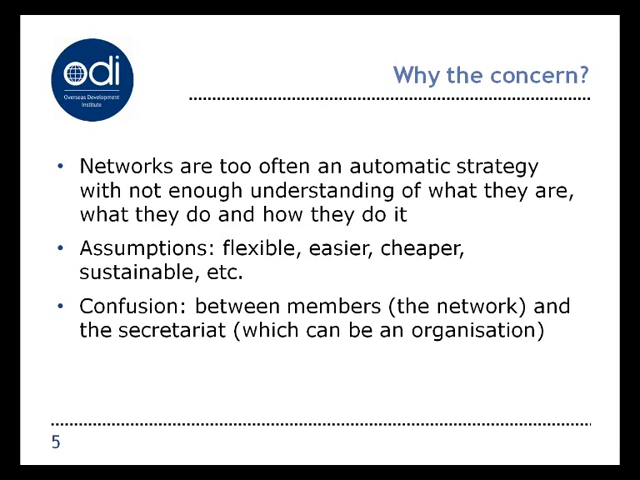 odi
Overseas Development
Institute
Why the concern?
• Networks are too often an automatic strategy
with not enough understanding of what they are,
what they do and how they do it
• Assumptions: flexible, easier, cheaper,
sustainable, etc.
• Confusion: between members (the network) and
the secretariat (which can be an organisation)
5